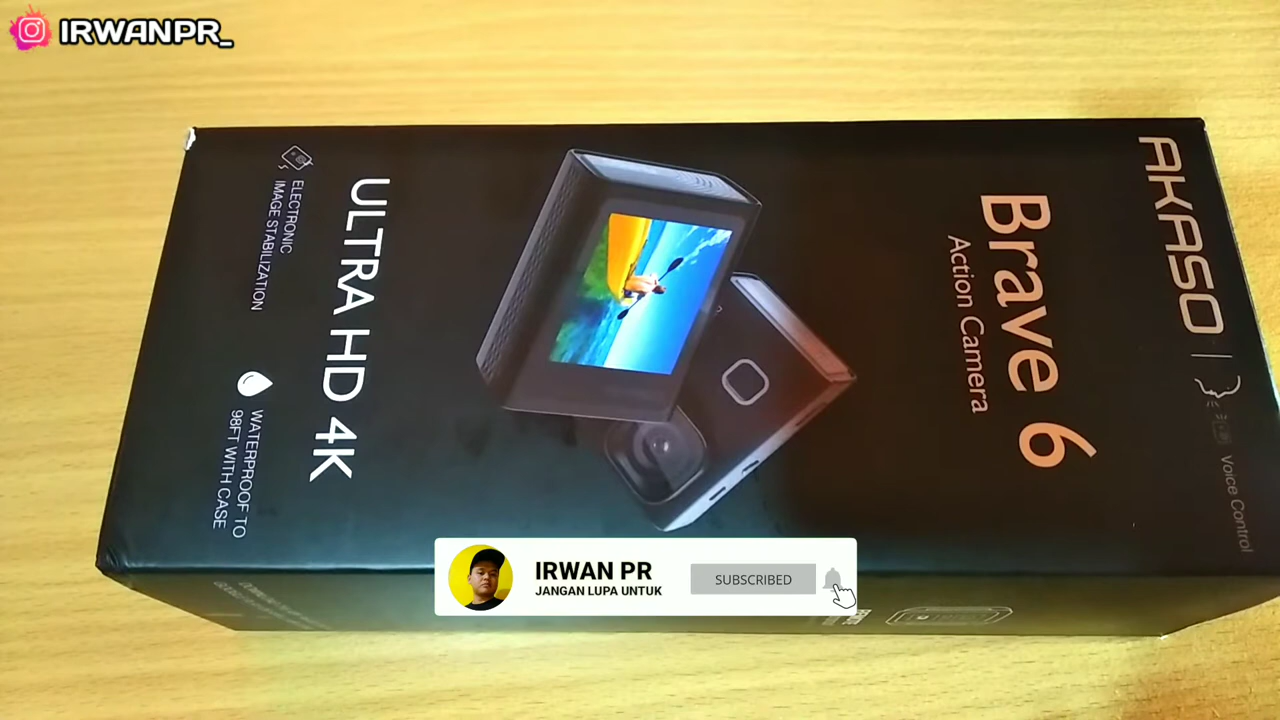 IRWANPR_
AKASO | Voice Control
Brave 6
Action Camera
ULTRA HD 4K
ELECTRONIC
IMAGE STABILIZATION
WATERPROOF TO
98FT WITH CASE
IRWAN PR
JANGAN LUPA UNTUK
SUBSCRIBED